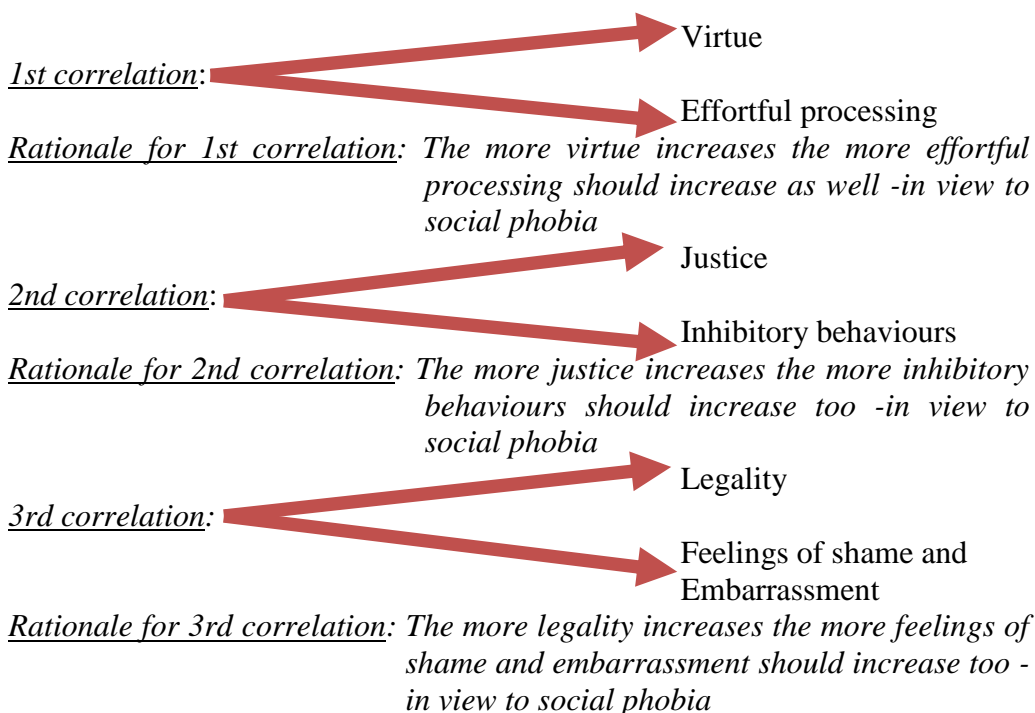 Virtue
1st correlation:
Effortful processing
Rationale for 1st correlation: The more virtue increases the more effortful
processing should increase as well -in view to
social phobia
Justice
2nd correlation:
Inhibitory behaviours
Rationale for 2nd correlation: The more justice increases the more inhibitory
behaviours should increase too -in view to
social phobia
Legality
3rd correlation:
Feelings of shame and
Embarrassment
Rationale for 3rd correlation: The more legality increases the more feelings of
shame and embarrassment should increase too -
in view to social phobia